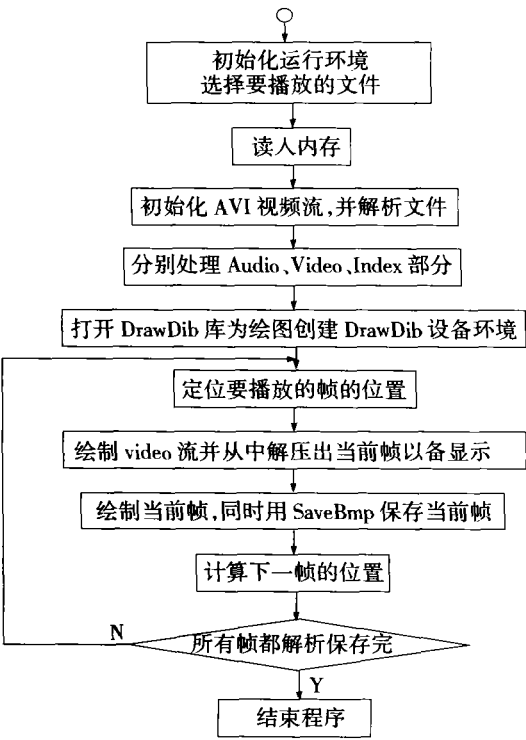 初始化运行环境
选择要播放的文件
读人内存
初始化 AVI 视频流,并解析文件
分别处理 Audio、Video、Index 部分
打开 DrawDib 库为绘图创建 DrawDib 设备环境
定位要播放的帧的位置
绘制 video 流并从中解压出当前帧以备显示
绘制当前帧,同时用 SaveBmp 保存当前帧
计算下一帧的位置
N
所有帧都解析保存完
Y
结束程序